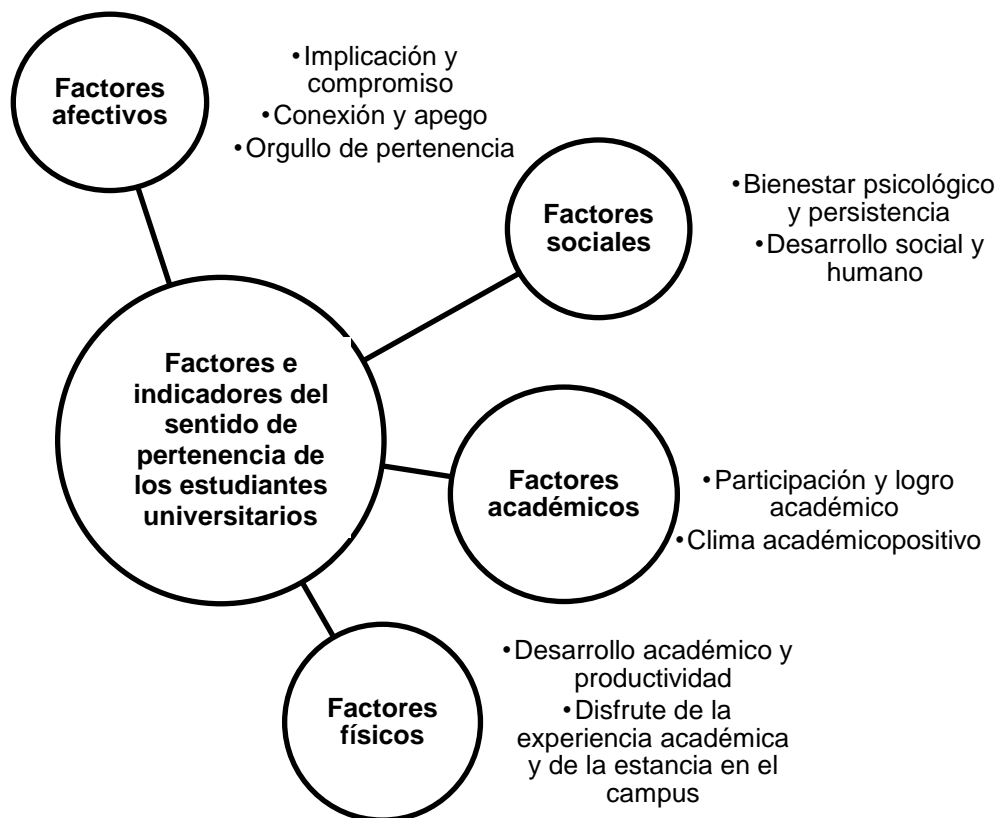 Factores
afectivos
•Implicación y
compromiso
•Conexión y apego
•Orgullo de pertenencia
Factores
sociales
•Bienestar psicológico
y persistencia
•Desarrollo social y
humano
Factores e
indicadores del
sentido de
pertenencia de
los estudiantes
universitarios
Factores
académicos
•Participación y logro
académico
•Clima académicopositivo
Factores
físicos
•Desarrollo académico y
productividad
•Disfrute de la
experiencia académica
y de la estancia en el
campus